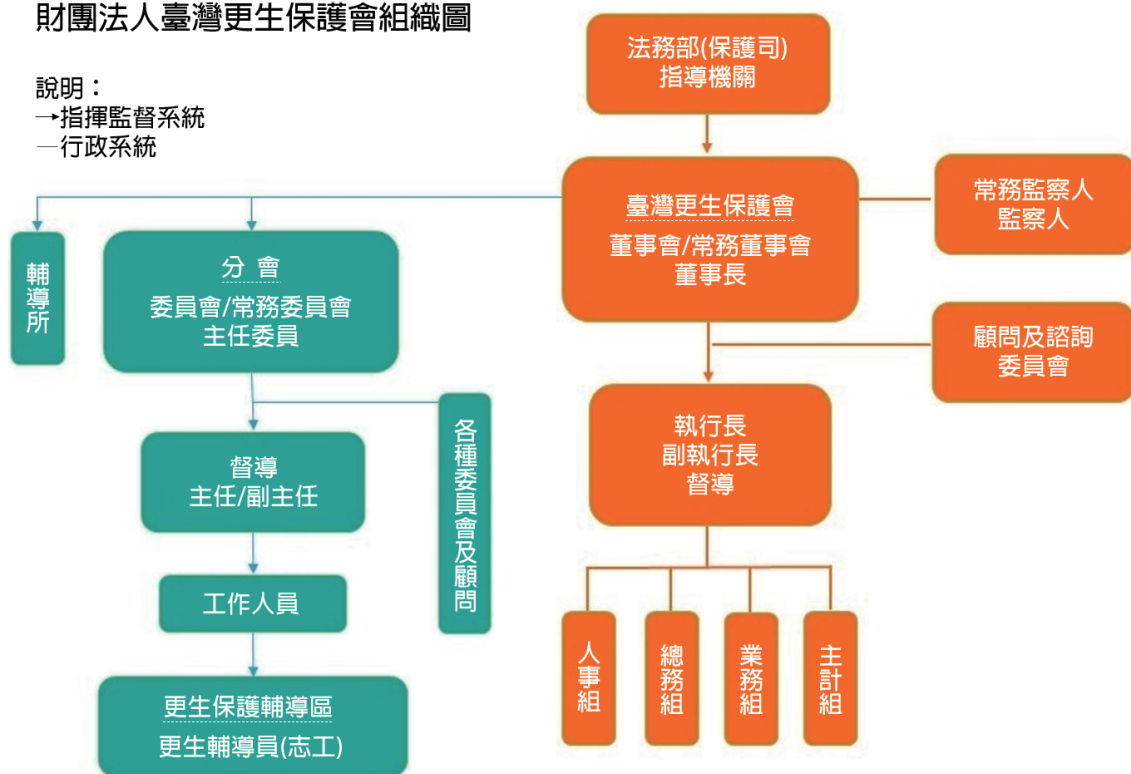 財團法人臺灣更生保護會組織圖
說明：
→指揮監督系統
—行政系統
法務部(保護司)
指導機關
臺灣更生保護會
董事會/常務董事會
董事長
常務監察人
監察人
顧問及諮詢
委員會
執行長
副執行長
督導
人事組
總務組
業務組
主計組
輔導所
分會
委員會/常務委員會
主任委員
各種委員會及顧問
督導
主任/副主任
工作人員
更生保護輔導區
更生輔導員(志工)